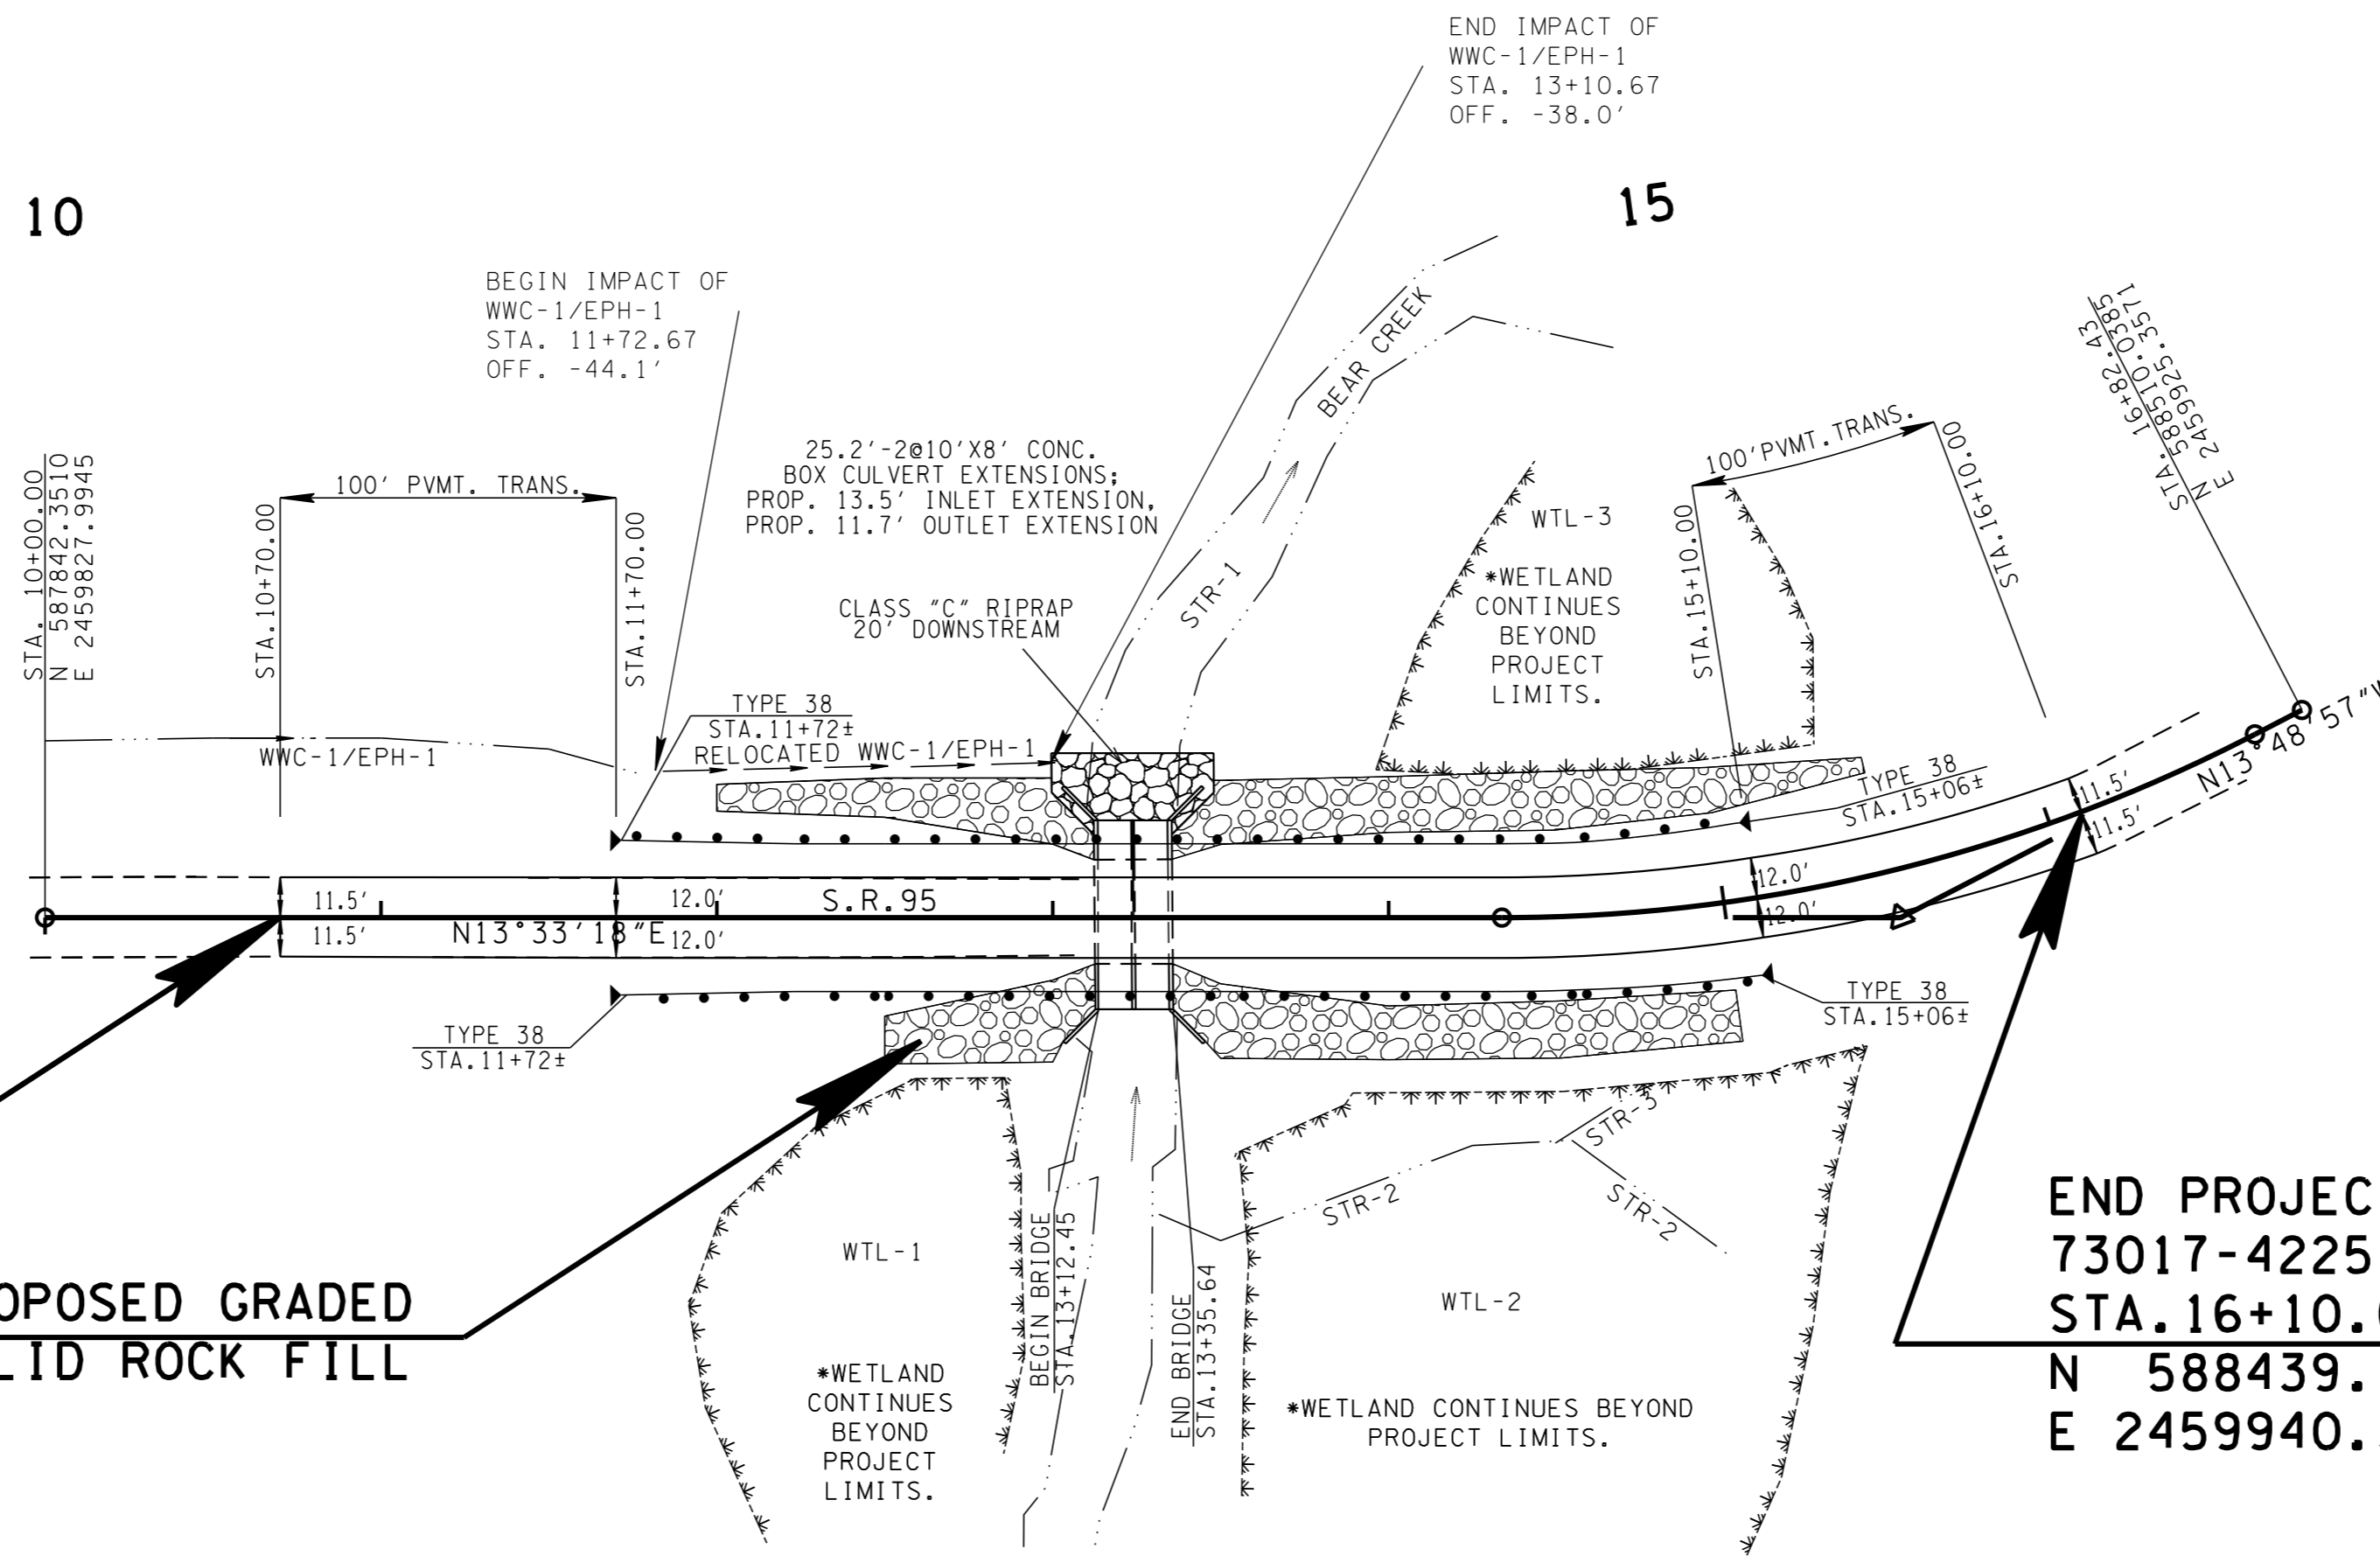 END IMPACT OF
WWC-1/EPH-1
STA. 13+10.67
OFF. -38.0'
10
15
BEGIN IMPACT OF
WWC-1/EPH-1
STA. 11+72.67
OFF. -44.1'
STA. 10+00.00
N 587842.3510
E 2459827.9945
STA.10+70.00
100' PVMT. TRANS.
STA.11+70.00
25.2'-2@10'X8' CONC.
BOX CULVERT EXTENSIONS;
PROP. 13.5' INLET EXTENSION,
PROP. 11.7' OUTLET EXTENSION
CLASS "C" RIPRAP
20' DOWNSTREAM
BEAR CREEK
STR-1
WTL-3
*WETLAND
CONTINUES
BEYOND
PROJECT
LIMITS.
STA.15+10.00
100'PVMT.TRANS.
STA.16+10.00
STA. 16+82.43
N 588510.0385
E 2459925.3571
WWC-1/EPH-1
TYPE 38
STA.11+72±
RELOCATED WWC-1/EPH-1
TYPE 38
STA.15+06±
11.5'
11.5'
N13°48'57"W
11.5'
11.5'
N13°33'18"E
12.0'
12.0'
S.R.95
12.0'
12.0'
TYPE 38
STA.11+72±
TYPE 38
STA.15+06±
STR-3
STR-2
STR-2
WTL-1
*WETLAND
CONTINUES
BEYOND
PROJECT
LIMITS.
BEGIN BRIDGE
STA.13+12.45
END BRIDGE
STA.13+35.64
WTL-2
*WETLAND CONTINUES BEYOND
PROJECT LIMITS.
OPOSED GRADED
LID ROCK FILL
END PROJEC
73017-4225
STA.16+10.
N 588439.
E 2459940.